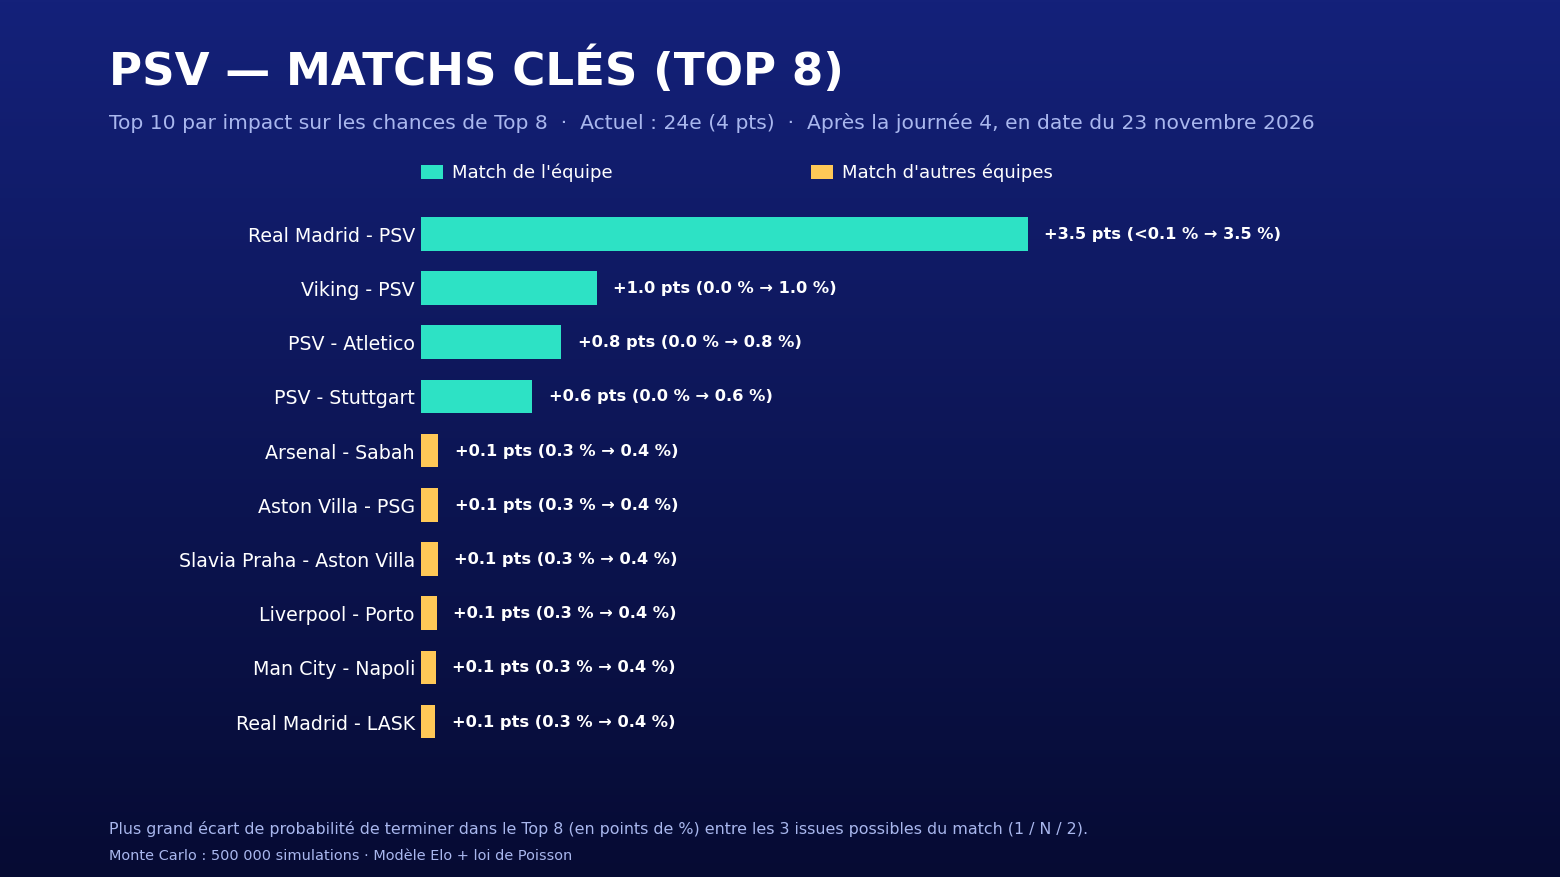 PSV — MATCHS CLÉS (TOP 8)
Top 10 par impact sur les chances de Top 8 · Actuel : 24e (4 pts) · Après la journée 4, en date du 23 novembre 2026
Match de l'équipe
Match d'autres équipes
Real Madrid - PSV +3.5 pts (<0.1 % → 3.5 %)
Viking - PSV +1.0 pts (0.0 % → 1.0 %)
PSV - Atletico +0.8 pts (0.0 % → 0.8 %)
PSV - Stuttgart +0.6 pts (0.0 % → 0.6 %)
Arsenal - Sabah +0.1 pts (0.3 % → 0.4 %)
Aston Villa - PSG +0.1 pts (0.3 % → 0.4 %)
Slavia Praha - Aston Villa +0.1 pts (0.3 % → 0.4 %)
Liverpool - Porto +0.1 pts (0.3 % → 0.4 %)
Man City - Napoli +0.1 pts (0.3 % → 0.4 %)
Real Madrid - LASK +0.1 pts (0.3 % → 0.4 %)
Plus grand écart de probabilité de terminer dans le Top 8 (en points de %) entre les 3 issues possibles du match (1 / N / 2).
Monte Carlo : 500 000 simulations · Modèle Elo + loi de Poisson